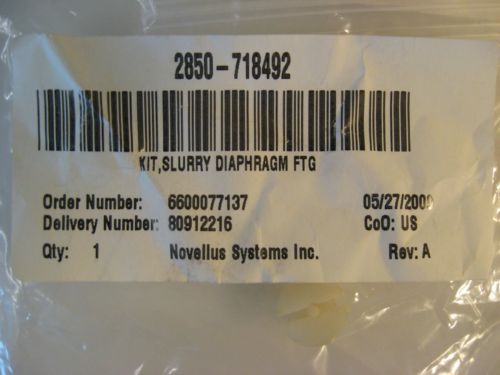 2850-718492
KIT,SLURRY DIAPHRAGM FTG
Order Number: 6600077137 05/27/200
Delivery Number: 80912216 CoO: US
Qty: 1 Novellus Systems Inc. Rev: A